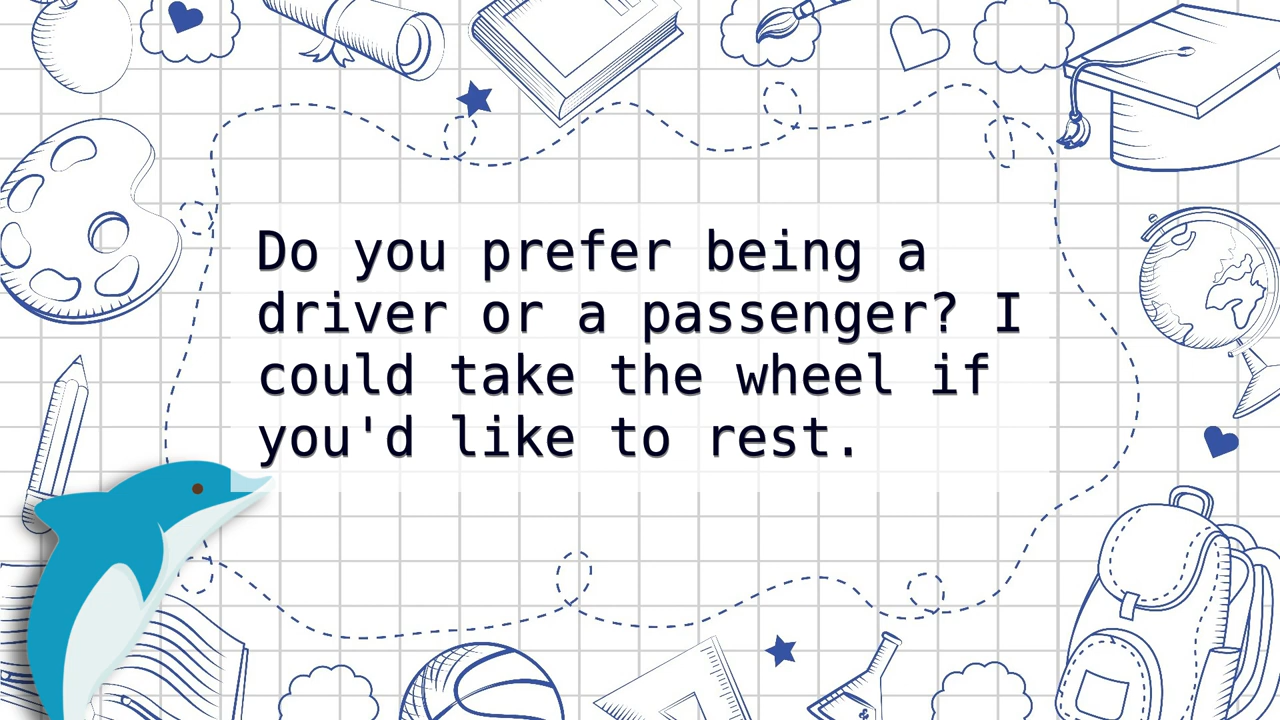 Do you prefer being a
driver or a passenger? I
could take the wheel if
you'd like to rest.